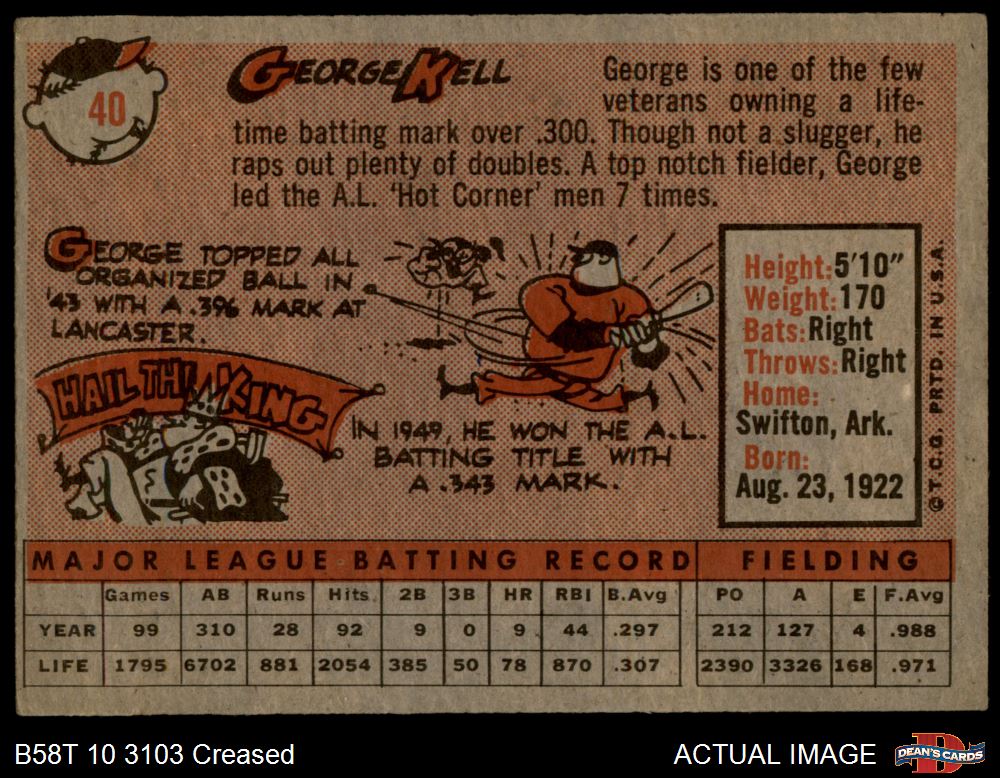 40
GEORGE KELL
George is one of the few
veterans owning a life-
time batting mark over .300. Though not a slugger, he
raps out plenty of doubles. A top notch fielder, George
led the A.L. 'Hot Corner' men 7 times.
GEORGE TOPPED ALL
ORGANIZED BALL IN
'43 WITH A .396 MARK AT
LANCASTER.
HAIL TH' KING
IN 1949, HE WON THE A.L.
BATTING TITLE WITH
A .343 MARK.
Height: 5'10"
Weight: 170
Bats: Right
Throws: Right
Home:
Swifton, Ark.
Born:
Aug. 23, 1922
© T.C.G. PRTD. IN U.S.A.
MAJOR LEAGUE BATTING RECORD FIELDING
Games AB Runs Hits 2B 3B HR RBI B.Avg PO A E F.Avg
YEAR 99 310 28 92 9 0 9 44 .297 212 127 4 .988
LIFE 1795 6702 881 2054 385 50 78 870 .307 2390 3326 168 .971
B58T 10 3103 Creased
ACTUAL IMAGE
DEAN'S CARDS